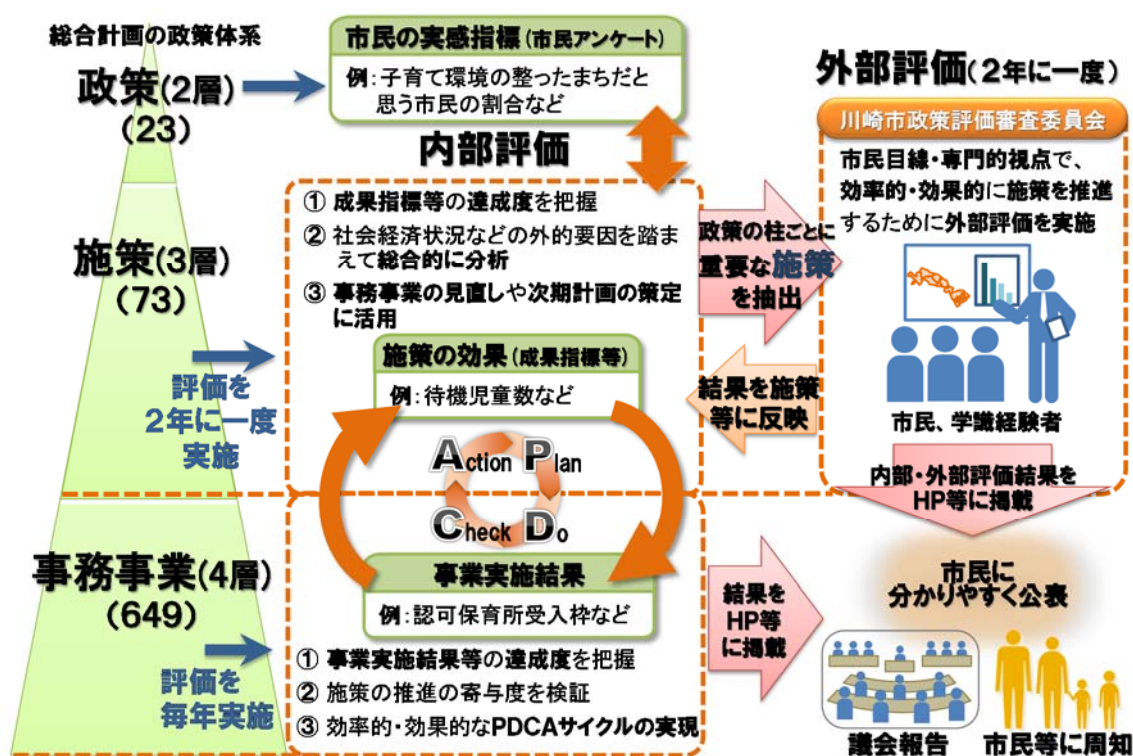 総合計画の政策体系
政策(2層)
(23)
施策(3層)
(73)
評価を
2年に一度
実施
事務事業(4層)
(649)
評価を
毎年実施
市民の実感指標(市民アンケート)
例:子育て環境の整ったまちだと
思う市民の割合など
内部評価
① 成果指標等の達成度を把握
② 社会経済状況などの外的要因を踏ま
えて総合的に分析
③ 事務事業の見直しや次期計画の策定
に活用
施策の効果(成果指標等)
例:待機児童数など
Action Plan
Check Do
事業実施結果
例:認可保育所受入枠など
① 事業実施結果等の達成度を把握
② 施策の推進の寄与度を検証
③ 効率的・効果的なPDCAサイクルの実現
政策の柱ごとに
重要な施策
を抽出
結果を施策
等に反映
結果を
HP等
に掲載
外部評価(2年に一度)
川崎市政策評価審査委員会
市民目線・専門的視点で、
効率的・効果的に施策を推進
するために外部評価を実施
市民、学識経験者
内部・外部評価結果を
HP等に掲載
市民に
分かりやすく公表
議会報告
市民等に周知